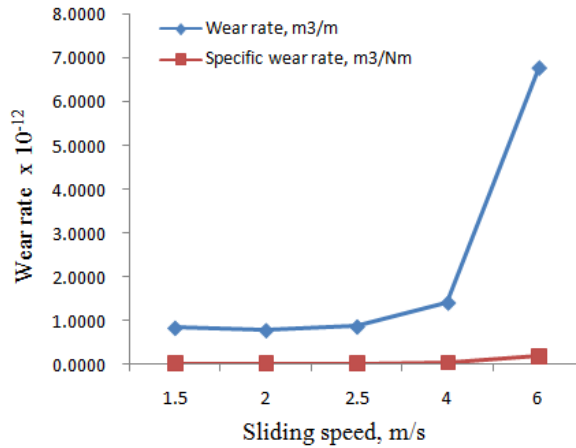 8.0000
7.0000
6.0000
5.0000
4.0000
3.0000
2.0000
1.0000
0.0000
Wear rate x 10-12
Wear rate, m3/m
Specific wear rate, m3/Nm
1.5 2 2.5 4 6
Sliding speed, m/s